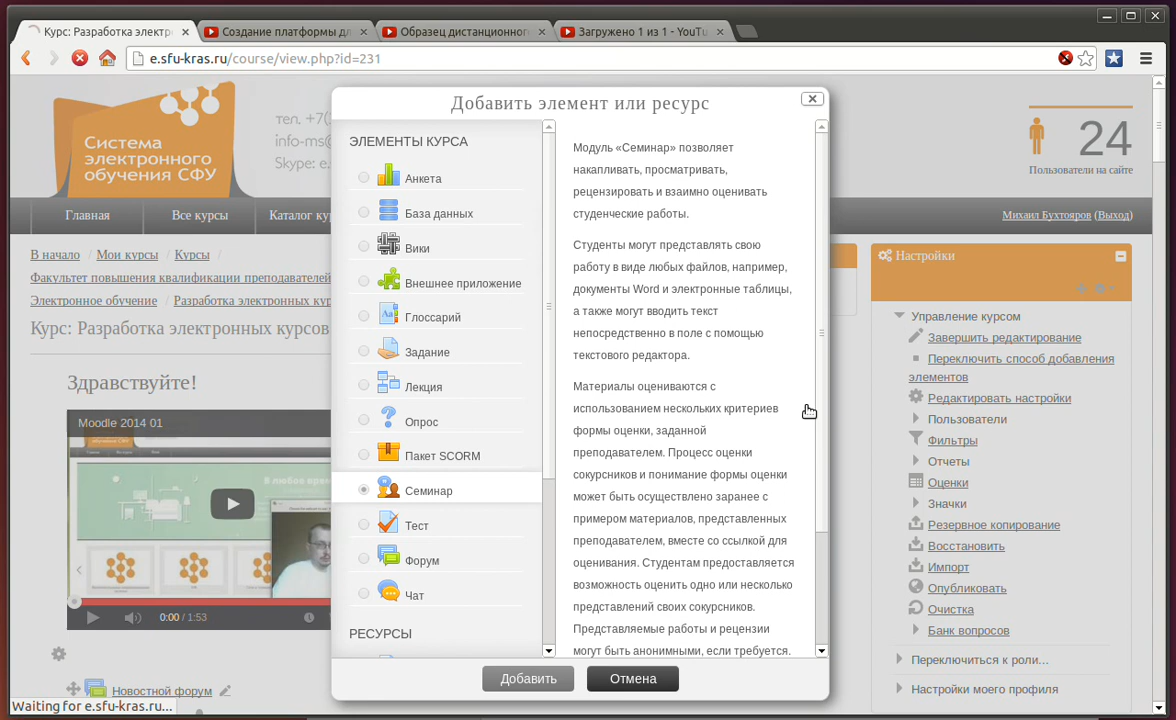 Курс: Разработка электр
Создание платформы дл
Образец дистанционног
Загружено 1 из 1 - YouTu
e.sfu-kras.ru/course/view.php?id=231
Система
электронного
обучения СФУ
тел. +7(
info-ms@
Skype: e.
24
Пользователи на сайте
Главная
Все курсы
Каталог кур
Михаил Бухтояров (Выход)
В начало / Мои курсы / Курсы /
Факультет повышения квалификации преподавателей
Электронное обучение / Разработка электронных кур
Курс: Разработка электронных курсов
Здравствуйте!
Moodle 2014 01
0:00 / 1:53
Новостной форум
Waiting for e.sfu-kras.ru...
Добавить элемент или ресурс
ЭЛЕМЕНТЫ КУРСА
Анкета
База данных
Вики
Внешнее приложение
Глоссарий
Задание
Лекция
Опрос
Пакет SCORM
Семинар
Тест
Форум
Чат
РЕСУРСЫ
Модуль «Семинар» позволяет
накапливать, просматривать,
рецензировать и взаимно оценивать
студенческие работы.
Студенты могут представлять свою
работу в виде любых файлов, например,
документы Word и электронные таблицы,
а также могут вводить текст
непосредственно в поле с помощью
текстового редактора.
Материалы оцениваются с
использованием нескольких критериев
формы оценки, заданной
преподавателем. Процесс оценки
сокурсников и понимание формы оценки
может быть осуществлено заранее с
примером материалов, представленных
преподавателем, вместе со ссылкой для
оценивания. Студентам предоставляется
возможность оценить одно или несколько
представлений своих сокурсников.
Представляемые работы и рецензии
могут быть анонимными, если требуется.
Добавить
Отмена
Настройки
Управление курсом
Завершить редактирование
Переключить способ добавления
элементов
Редактировать настройки
Пользователи
Фильтры
Отчеты
Оценки
Значки
Резервное копирование
Восстановить
Импорт
Опубликовать
Очистка
Банк вопросов
Переключиться к роли...
Настройки моего профиля